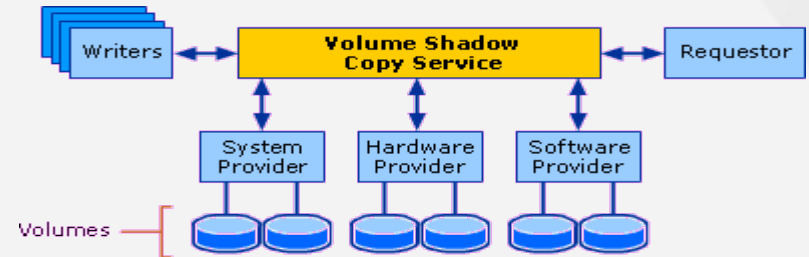 Writers
Volume Shadow
Copy Service
Requestor
System
Provider
Hardware
Provider
Software
Provider
Volumes